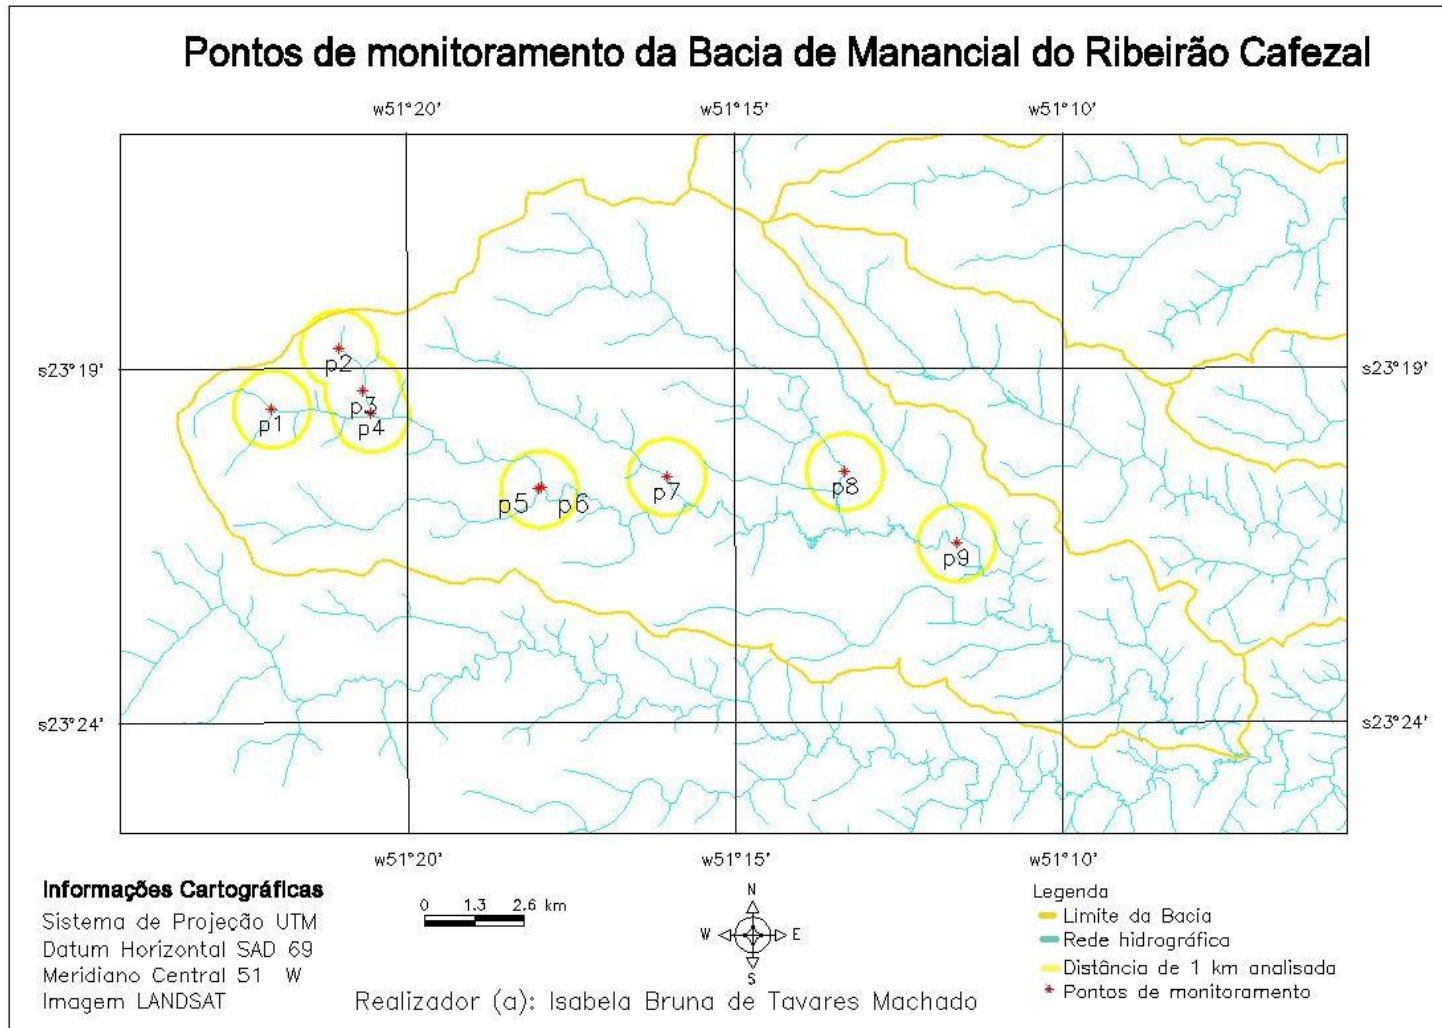 Pontos de monitoramento da Bacia de Manancial do Ribeirão Cafezal
w51°20' w51°15' w51°10'
p2
s23°19' s23°19'
p3
p1 p4
p8
p7
p5 p6
p9
s23°24' s23°24'
w51°20' w51°15' w51°10'
Informações Cartográficas
Sistema de Projeção UTM
Datum Horizontal SAD 69
Meridiano Central 51 W
Imagem LANDSAT
0 1.3 2.6 km
N
W E
S
Realizador (a): Isabela Bruna de Tavares Machado
Legenda
Limite da Bacia
Rede hidrográfica
Distância de 1 km analisada
Pontos de monitoramento